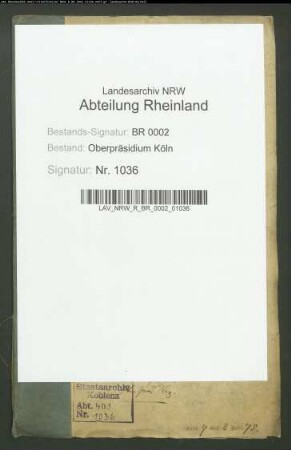 Landesarchiv NRW
Abteilung Rheinland
Bestands-Signatur: BR 0002
Bestand: Oberpräsidium Köln
Signatur: Nr. 1036
LAV_NRW_R_BR_0002_01036
Staatsarchiv
Koblenz
Abt. 403
Nr. 1036